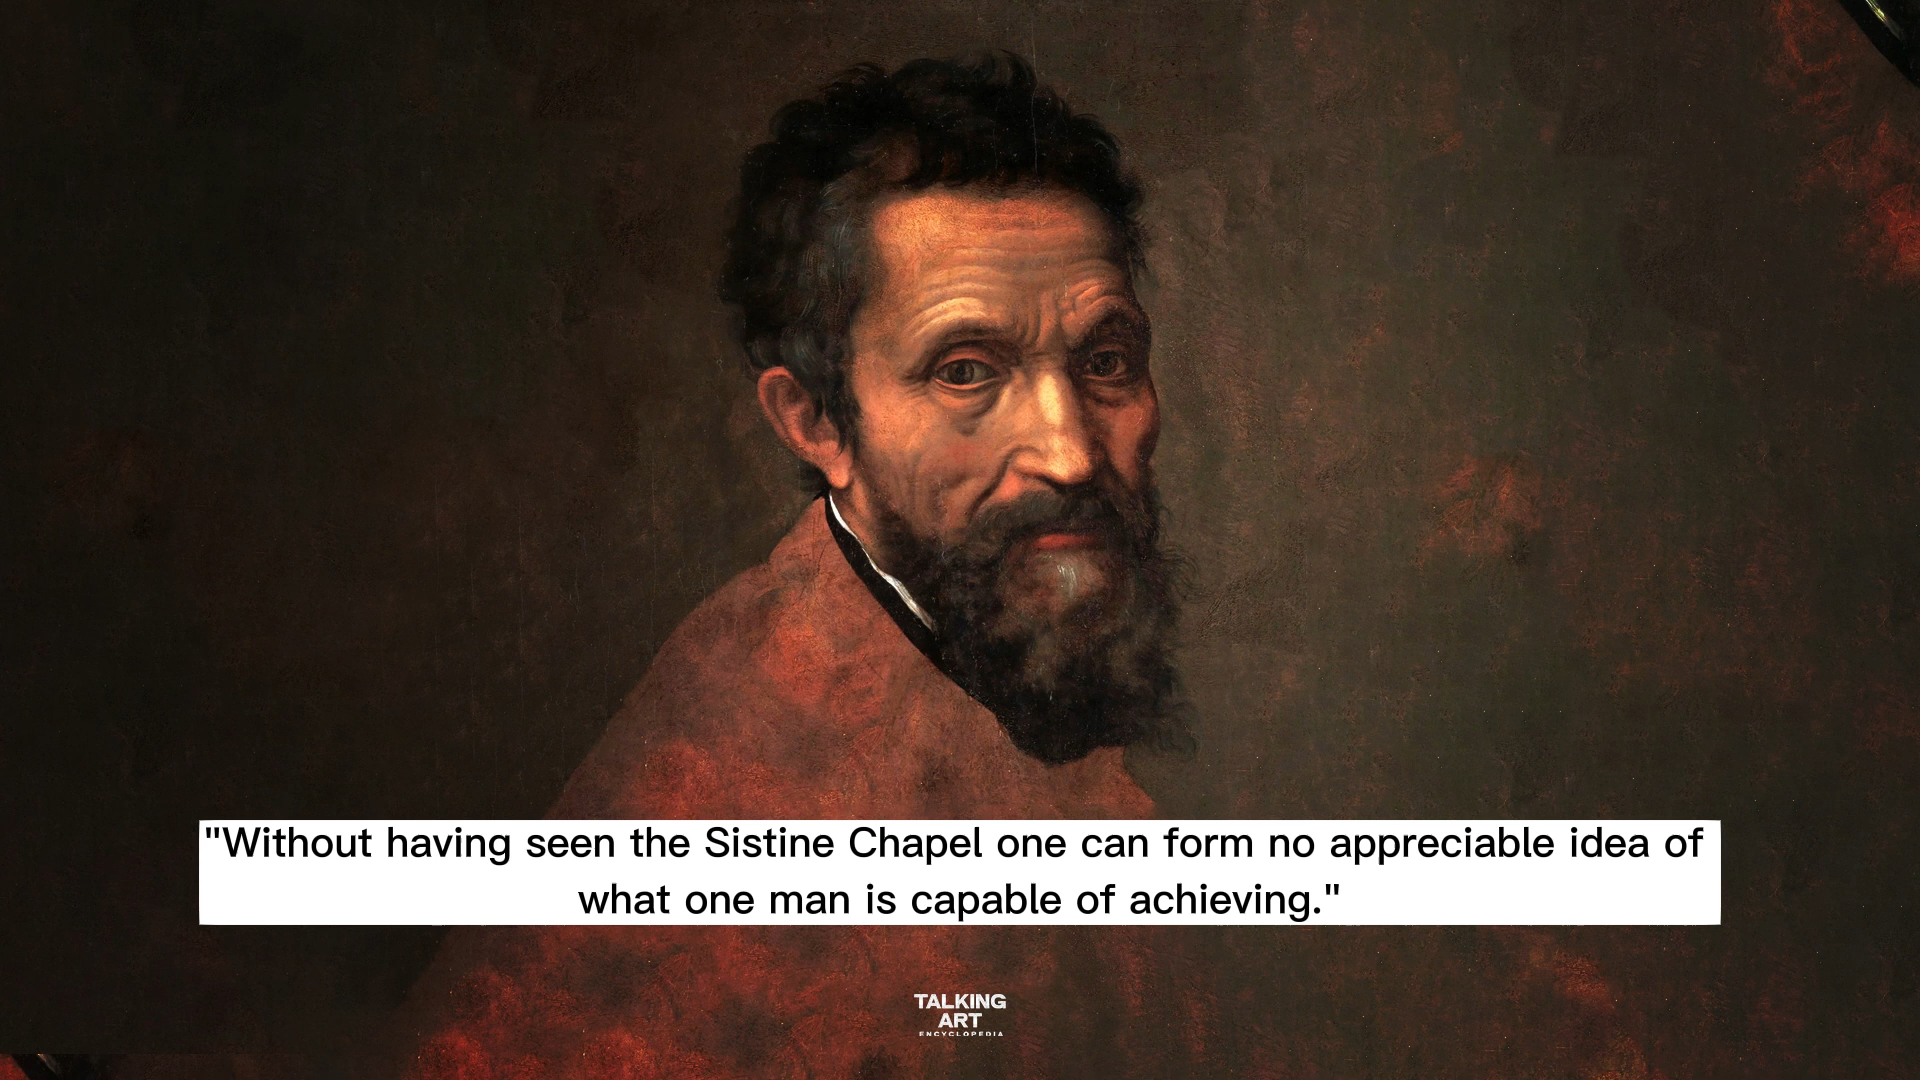 "Without having seen the Sistine Chapel one can form no appreciable idea of
what one man is capable of achieving."
TALKING
ART
ENCYCLOPEDIA